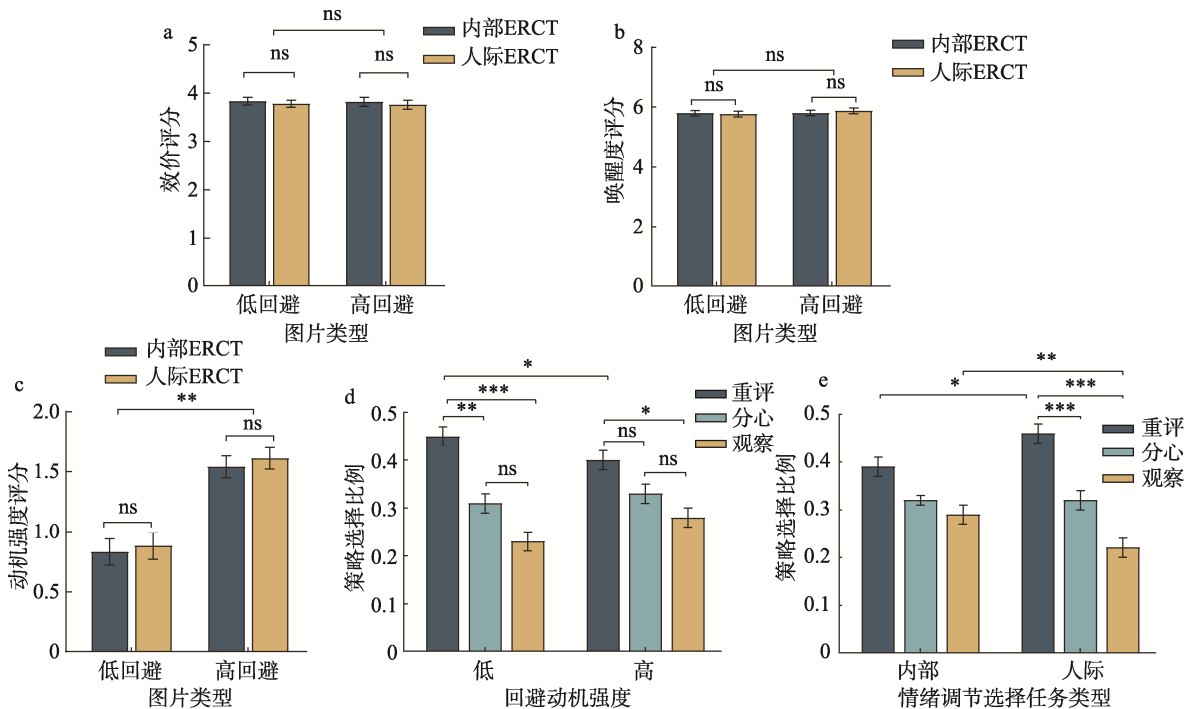 a
ns
内部ERCT
人际ERCT
5
4
3
2
1
0
ns
ns
效价评分
低回避
高回避
图片类型
b
内部ERCT
人际ERCT
8
6
4
2
0
ns
ns
ns
唤醒度评分
低回避
高回避
图片类型
c
内部ERCT
人际ERCT
2.0
1.5
1.0
0.5
0
**
ns
ns
动机强度评分
低回避
高回避
图片类型
d
重评
分心
观察
0.5
0.4
0.3
0.2
0.1
0
*
***
**
ns
*
ns
ns
策略选择比例
低
高
回避动机强度
e
重评
分心
观察
0.5
0.4
0.3
0.2
0.1
0
**
*
***
***
策略选择比例
内部
人际
情绪调节选择任务类型